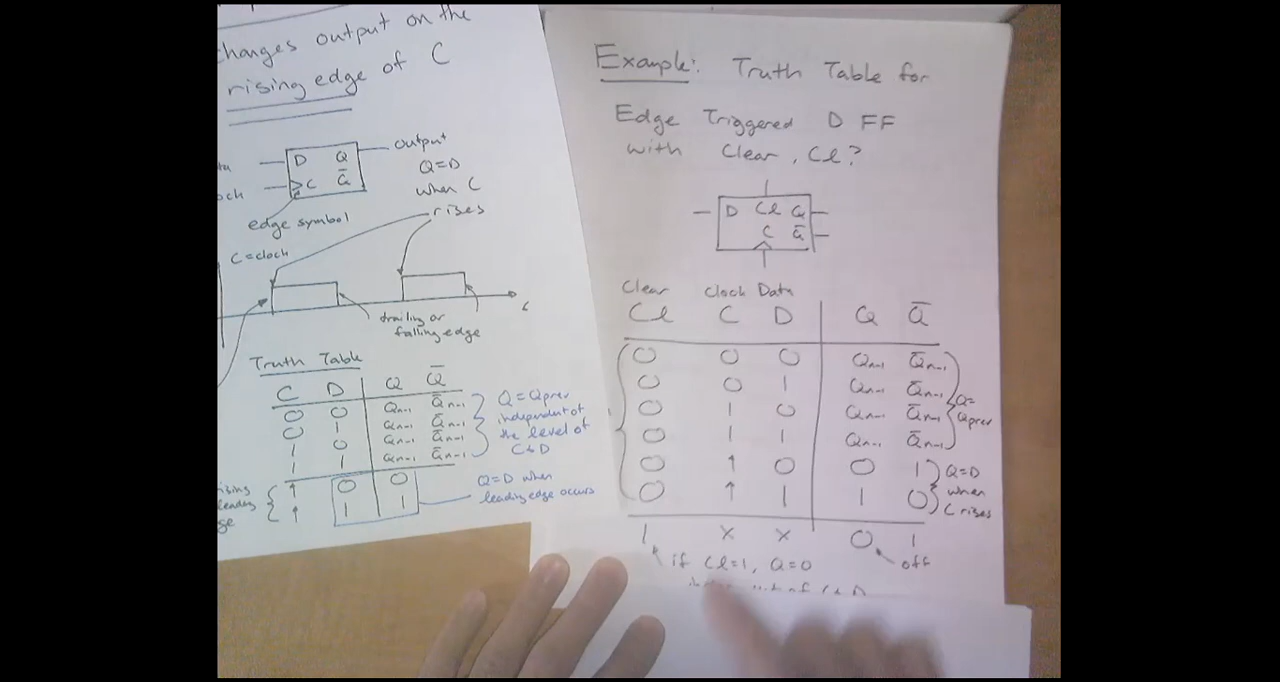 changes output on the
rising edge of C
D Q
C Q̅
output
Q=D
when C
rises
edge symbol
C=clock
trailing or
falling edge
t
Truth Table
C D Q Q̅
0 0 Qn-1 Q̅n-1
0 1 Qn-1 Q̅n-1
1 0 Qn-1 Q̅n-1
1 1 Qn-1 Q̅n-1
↑ 0 0
↑ 1 1
Q=Qprev
independent of
the level of
C & D
rising
leading
Q=D when
leading edge occurs
Example: Truth Table for
Edge Triggered D FF
with Clear, Cl?
D Cl Q
C Q̅
Clear Clock Data
Cl C D Q Q̅
0 0 0 Qn-1 Q̅n-1
0 0 1 Qn-1 Q̅n-1
0 1 0 Qn-1 Q̅n-1
0 1 1 Qn-1 Q̅n-1
0 ↑ 0 0 1
0 ↑ 1 1 0
Q=
Qprev
Q=D
when
C rises
1 x x 0 1
if Cl=1, Q=0
off
of C & D